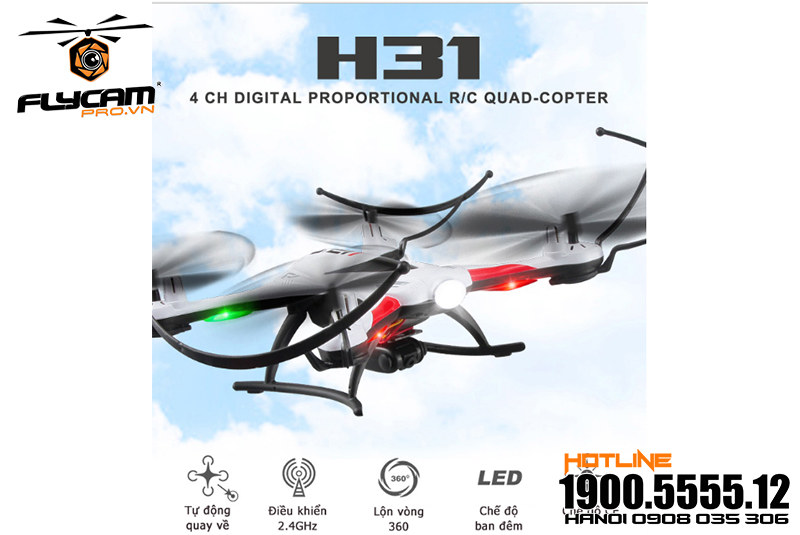 FLYCAM
PRO.VN
®
H31
4 CH DIGITAL PROPORTIONAL R/C QUAD-COPTER
360°
LED
Tự động
quay về
Điều khiển
2.4GHz
Lộn vòng
360
Chế độ
ban đêm
HOTLINE
1900.5555.12
HANOI 0908 035 306